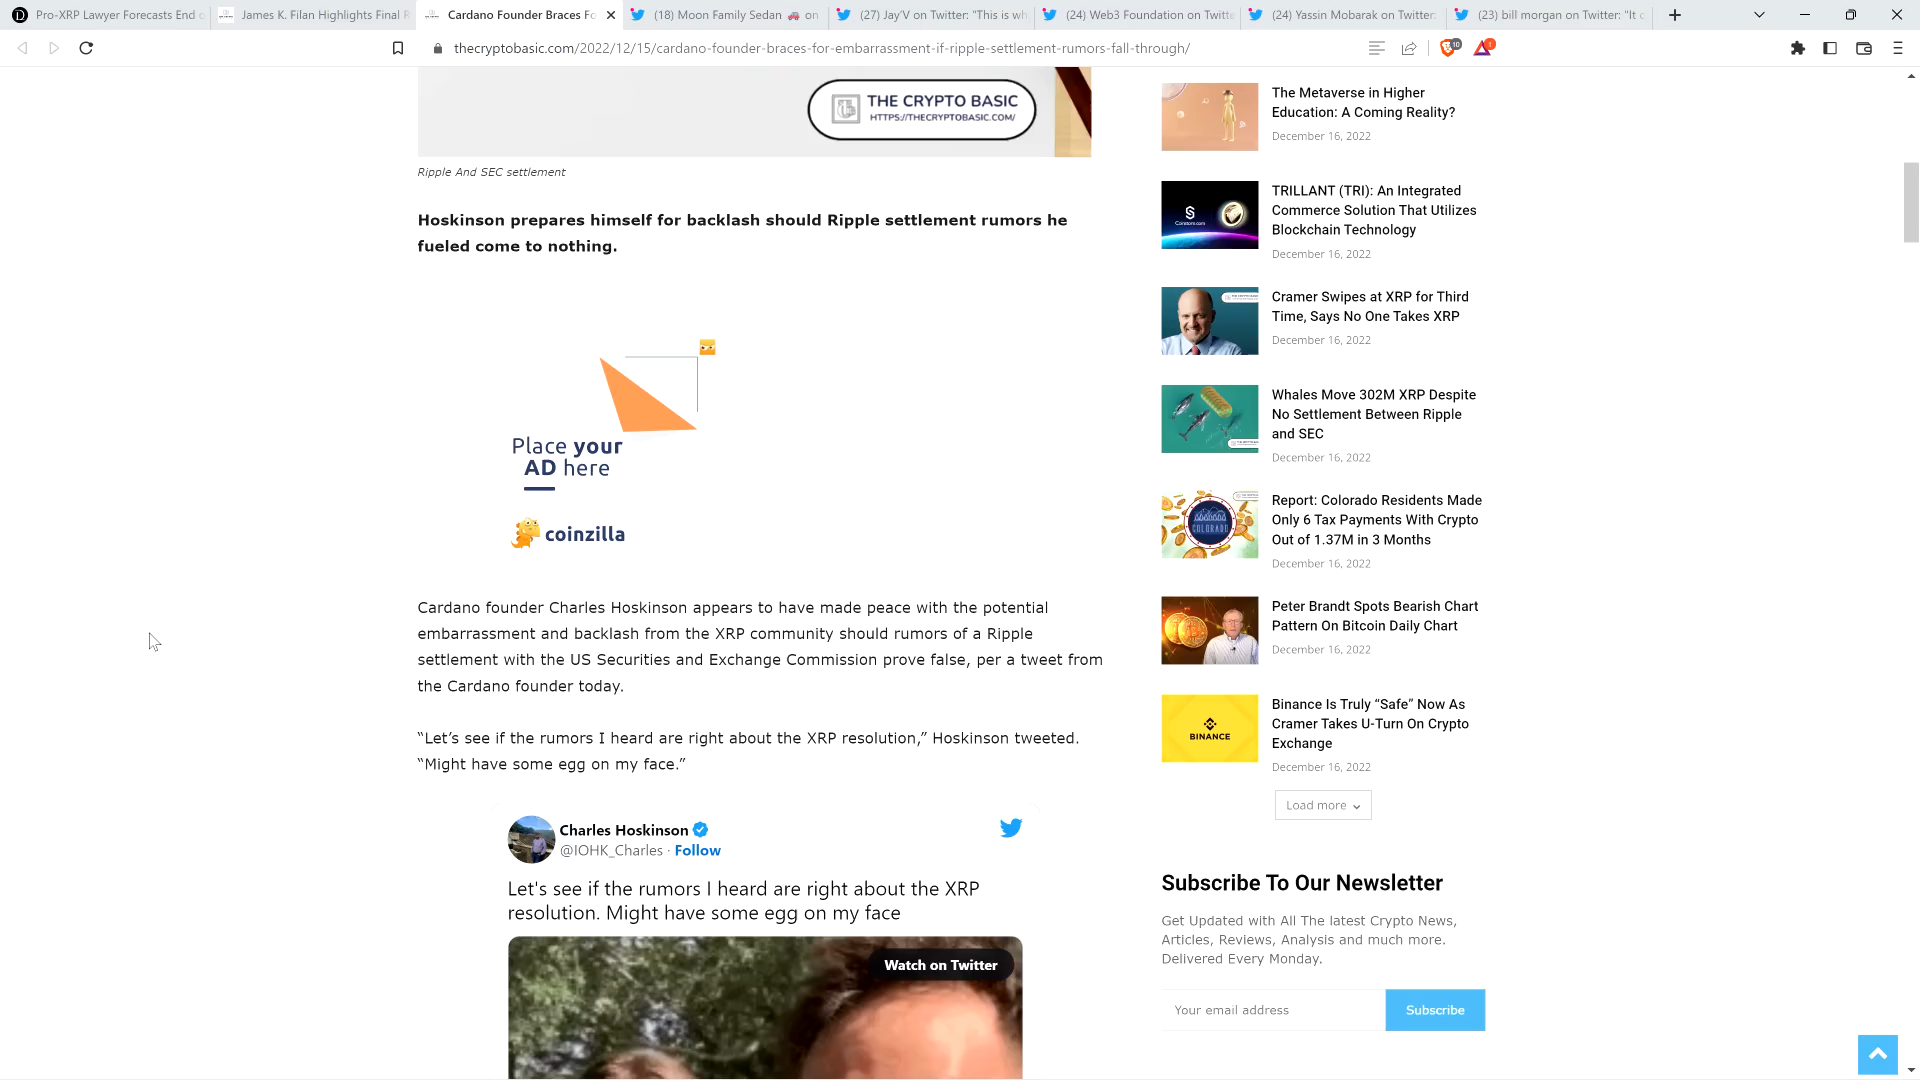 Pro-XRP Lawyer Forecasts End o
James K. Filan Highlights Final R
Cardano Founder Braces Fo
(18) Moon Family Sedan 🚗 on
(27) Jay'V on Twitter: "This is wh
(24) Web3 Foundation on Twitte
(24) Yassin Mobarak on Twitter:
(23) bill morgan on Twitter: "It c
thecryptobasic.com/2022/12/15/cardano-founder-braces-for-embarrassment-if-ripple-settlement-rumors-fall-through/
THE CRYPTO BASIC
HTTPS://THECRYPTOBASIC.COM/
Ripple And SEC settlement
Hoskinson prepares himself for backlash should Ripple settlement rumors he
fueled come to nothing.
Place your
AD here
coinzilla
Cardano founder Charles Hoskinson appears to have made peace with the potential
embarrassment and backlash from the XRP community should rumors of a Ripple
settlement with the US Securities and Exchange Commission prove false, per a tweet from
the Cardano founder today.
“Let’s see if the rumors I heard are right about the XRP resolution,” Hoskinson tweeted.
“Might have some egg on my face.”
Charles Hoskinson
@IOHK_Charles · Follow
Let's see if the rumors I heard are right about the XRP
resolution. Might have some egg on my face
Watch on Twitter
The Metaverse in Higher
Education: A Coming Reality?
December 16, 2022
TRILLANT (TRI): An Integrated
Commerce Solution That Utilizes
Blockchain Technology
December 16, 2022
Cramer Swipes at XRP for Third
Time, Says No One Takes XRP
December 16, 2022
Whales Move 302M XRP Despite
No Settlement Between Ripple
and SEC
December 16, 2022
COLORADO
Report: Colorado Residents Made
Only 6 Tax Payments With Crypto
Out of 1.37M in 3 Months
December 16, 2022
Peter Brandt Spots Bearish Chart
Pattern On Bitcoin Daily Chart
December 16, 2022
BINANCE
Binance Is Truly “Safe” Now As
Cramer Takes U-Turn On Crypto
Exchange
December 16, 2022
Load more
Subscribe To Our Newsletter
Get Updated with All The latest Crypto News,
Articles, Reviews, Analysis and much more.
Delivered Every Monday.
Your email address
Subscribe